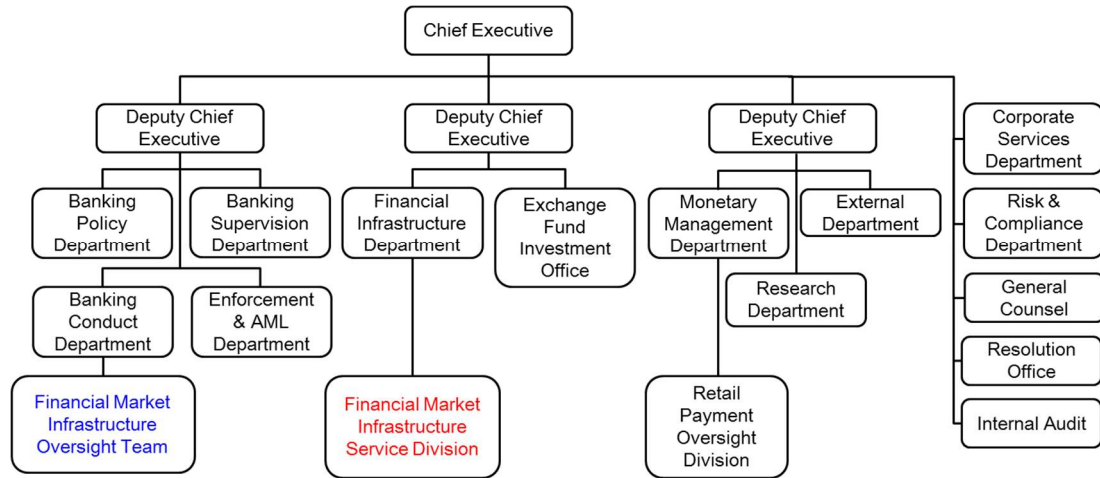 Chief Executive
Deputy Chief
Executive
Deputy Chief
Executive
Deputy Chief
Executive
Corporate
Services
Department
Banking
Policy
Department
Banking
Supervision
Department
Financial
Infrastructure
Department
Exchange
Fund
Investment
Office
Monetary
Management
Department
External
Department
Risk &
Compliance
Department
Banking
Conduct
Department
Enforcement
& AML
Department
Research
Department
General
Counsel
Resolution
Office
Financial Market
Infrastructure
Oversight Team
Financial Market
Infrastructure
Service Division
Retail
Payment
Oversight
Division
Internal Audit